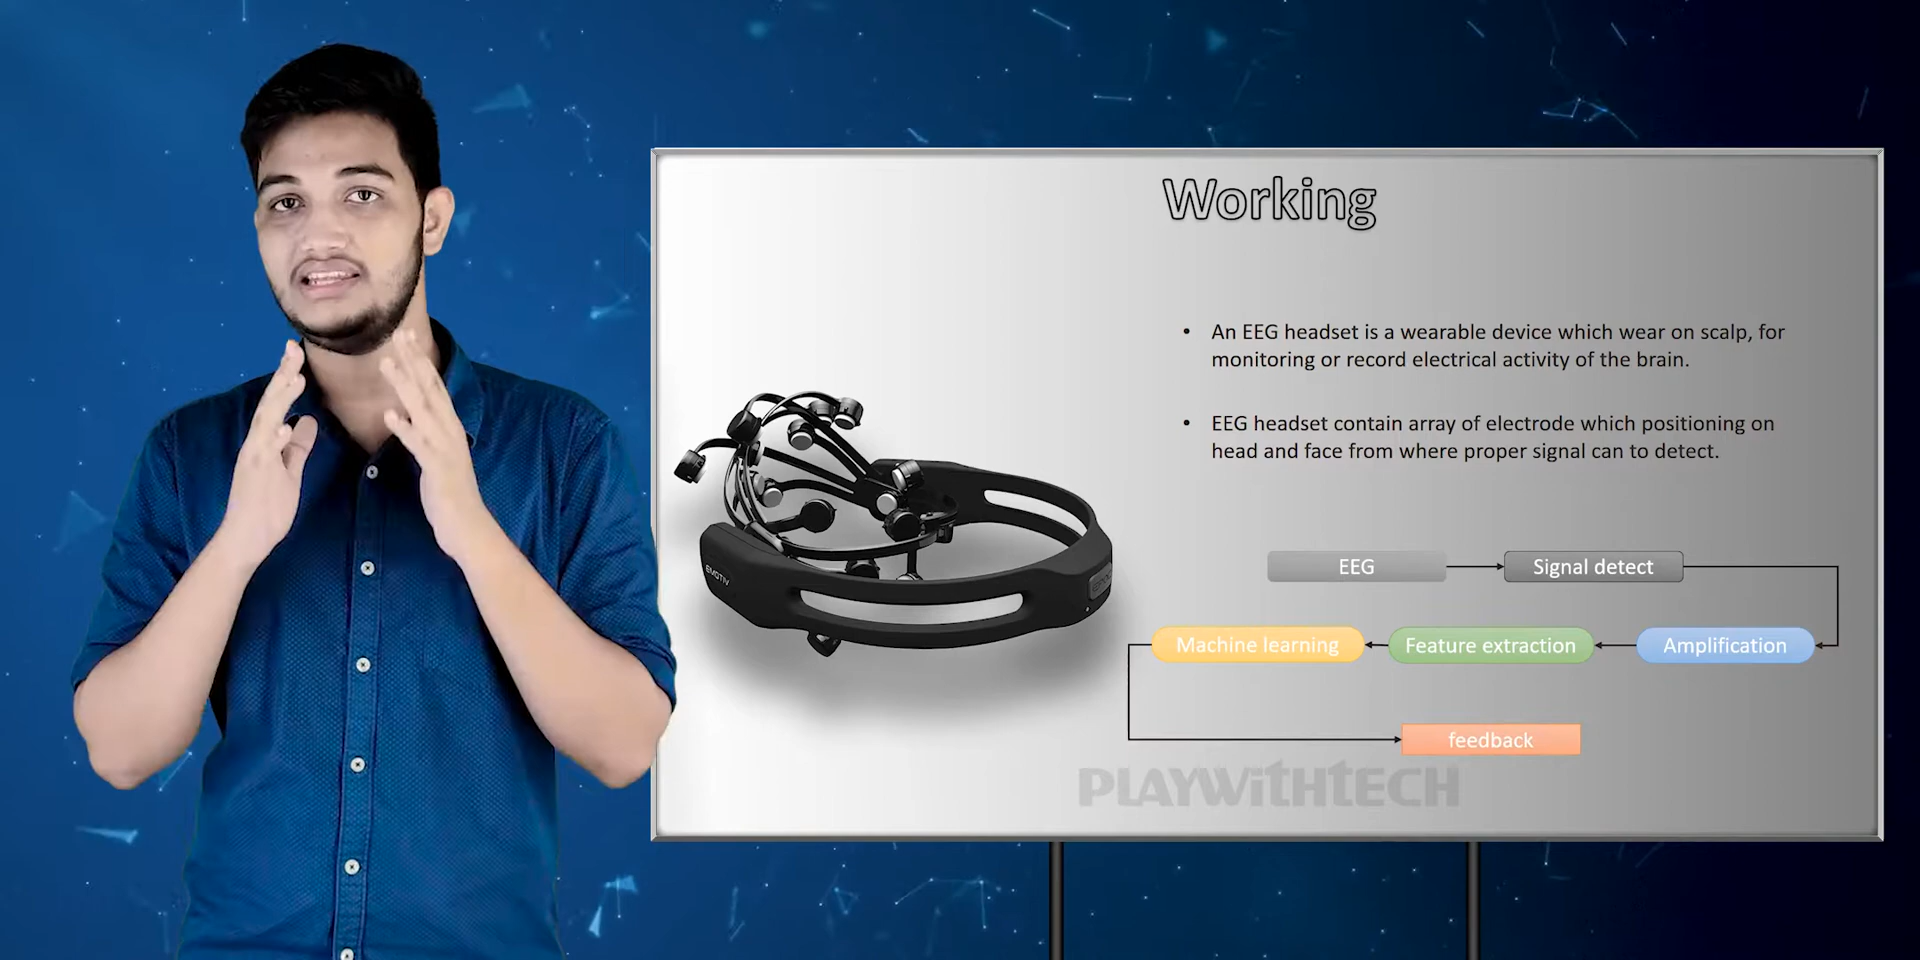 Working
• An EEG headset is a wearable device which wear on scalp, for
monitoring or record electrical activity of the brain.
• EEG headset contain array of electrode which positioning on
head and face from where proper signal can to detect.
EMOTIV
EEG
Signal detect
Machine learning
Feature extraction
Amplification
feedback
PLAYWitHtECH